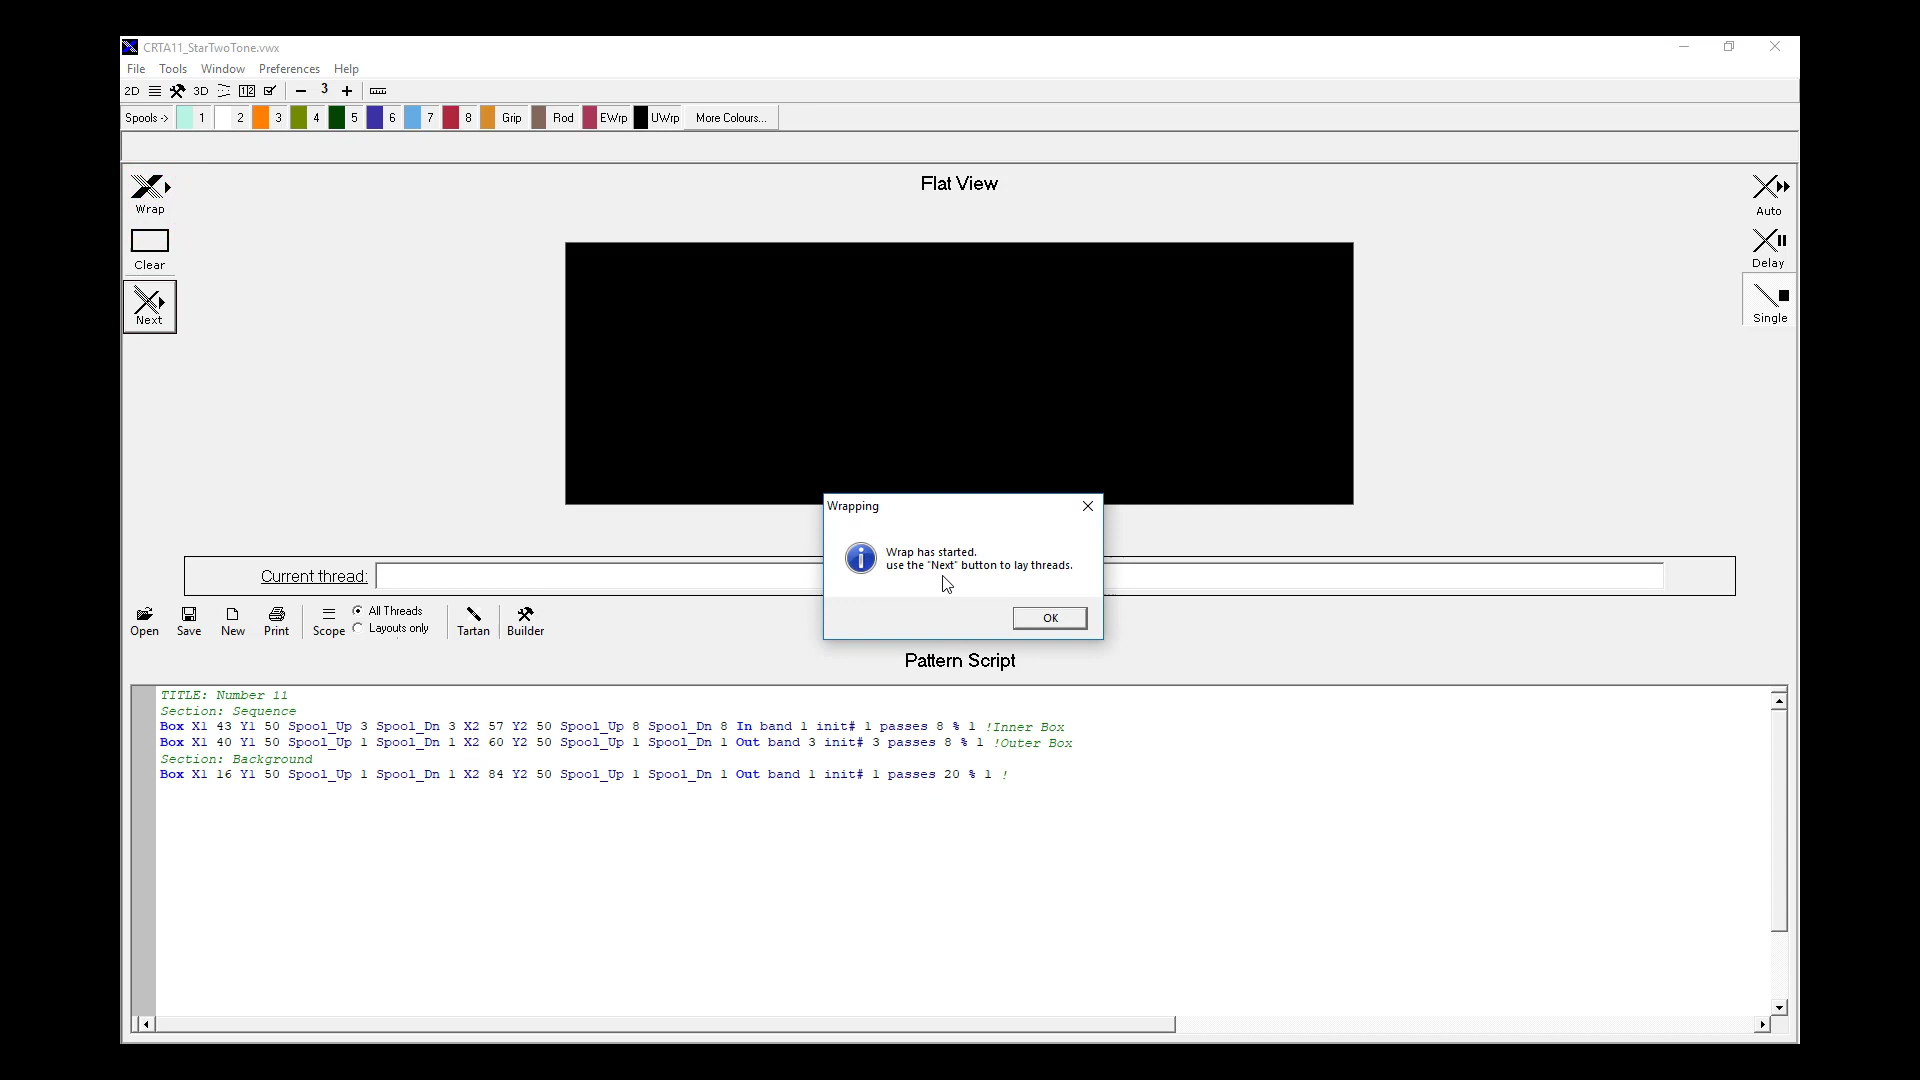 CRTA11_StarTwoTone.vwx
File Tools Window Preferences Help
2D 3D 1 2 3
Spools -> 1 2 3 4 5 6 7 8 Grip Rod EWrp UWrp More Colours...
Wrap
Clear
Next
Flat View
Auto
Delay
Single
Wrapping
Wrap has started.
use the "Next" button to lay threads.
OK
Current thread:
Open Save New Print Scope All Threads Layouts only Tartan Builder
Pattern Script
TITLE: Number 11
Section: Sequence
Box X1 43 Y1 50 Spool_Up 3 Spool_Dn 3 X2 57 Y2 50 Spool_Up 8 Spool_Dn 8 In band 1 init# 1 passes 8 % 1 !Inner Box
Box X1 40 Y1 50 Spool_Up 1 Spool_Dn 1 X2 60 Y2 50 Spool_Up 1 Spool_Dn 1 Out band 3 init# 3 passes 8 % 1 !Outer Box
Section: Background
Box X1 16 Y1 50 Spool_Up 1 Spool_Dn 1 X2 84 Y2 50 Spool_Up 1 Spool_Dn 1 Out band 1 init# 1 passes 20 % 1 !